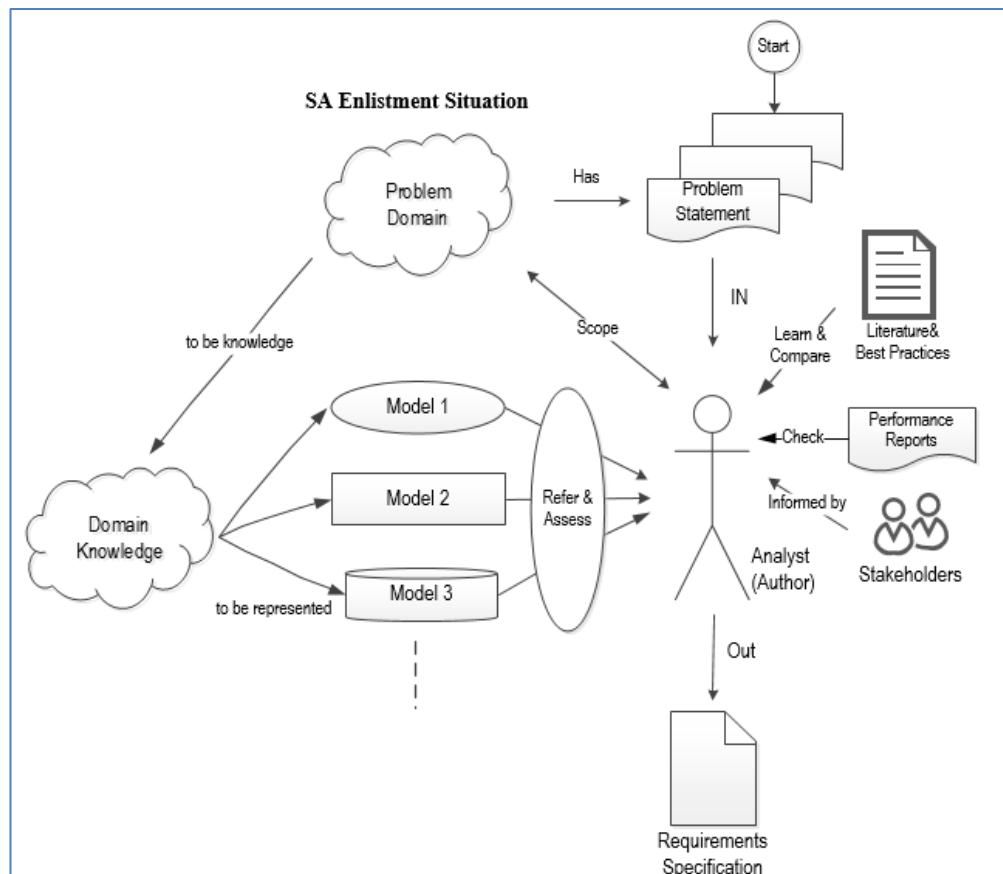 Start
SA Enlistment Situation
Problem
Domain
Has
Problem
Statement
IN
Scope
Learn &
Compare
Literature&
Best Practices
to be knowledge
Model 1
Performance
Reports
Check
Model 2
Refer &
Assess
Informed by
Domain
Knowledge
Analyst
(Author)
Stakeholders
Model 3
to be represented
Out
Requirements
Specification